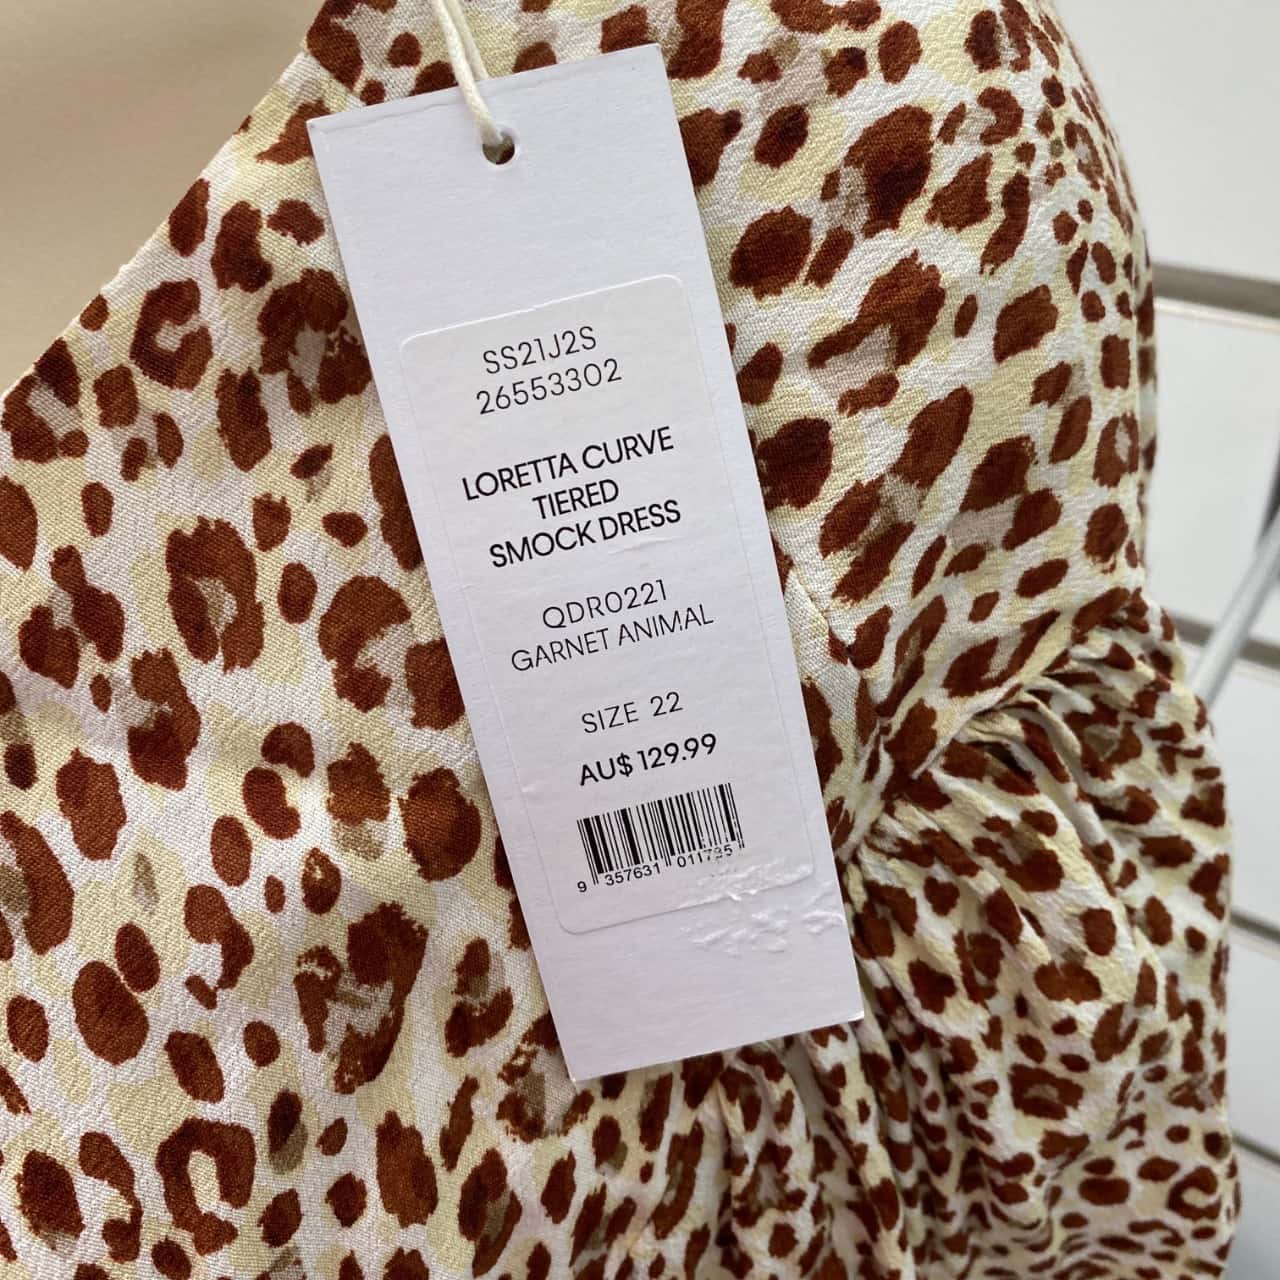 SS21J2S
26553302
LORETTA CURVE
TIERED
SMOCK DRESS
QDR0221
GARNET ANIMAL
SIZE 22
AU$ 129.99
9 357631 011735